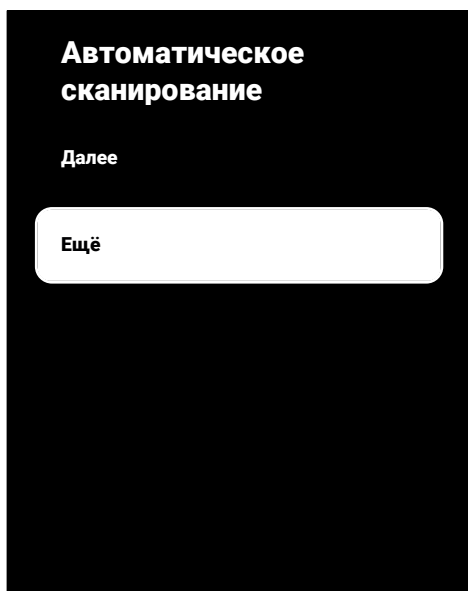 Автоматическое
сканирование
Далее
Ещё